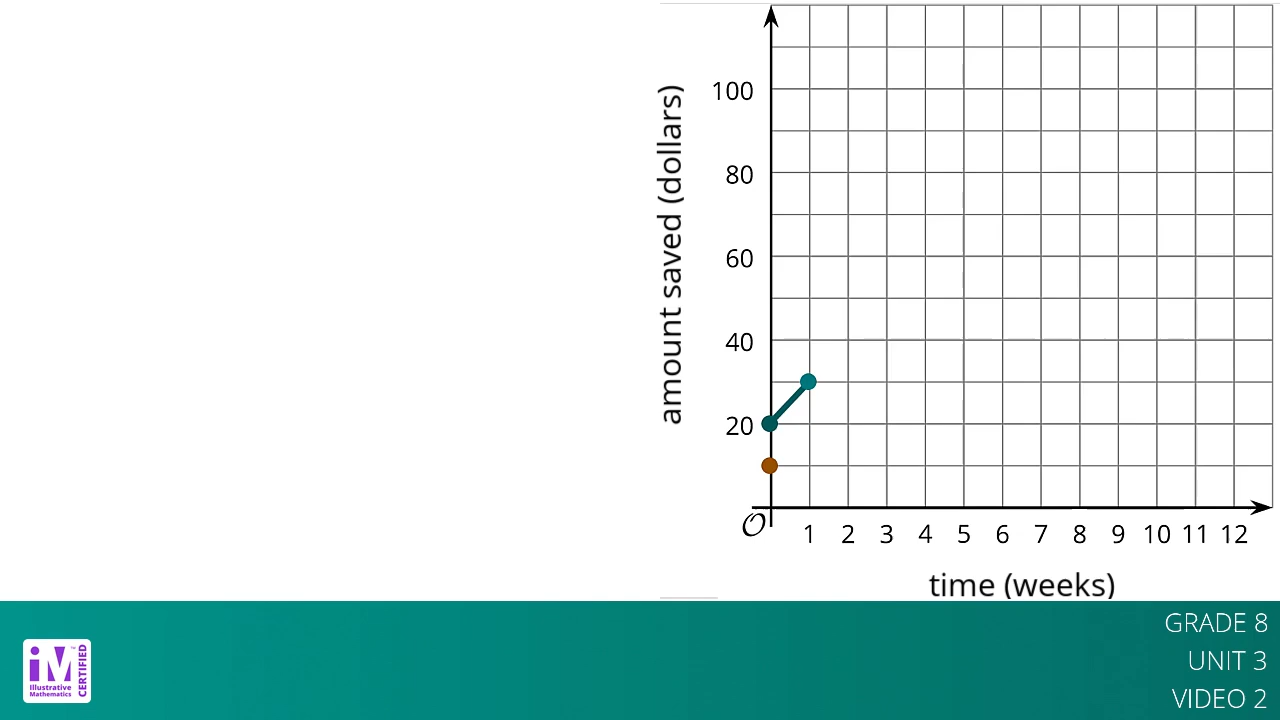 amount saved (dollars)
100
80
60
40
20
O
1 2 3 4 5 6 7 8 9 10 11 12
time (weeks)
iM
TM
Illustrative
Mathematics
CERTIFIED
GRADE 8
UNIT 3
VIDEO 2